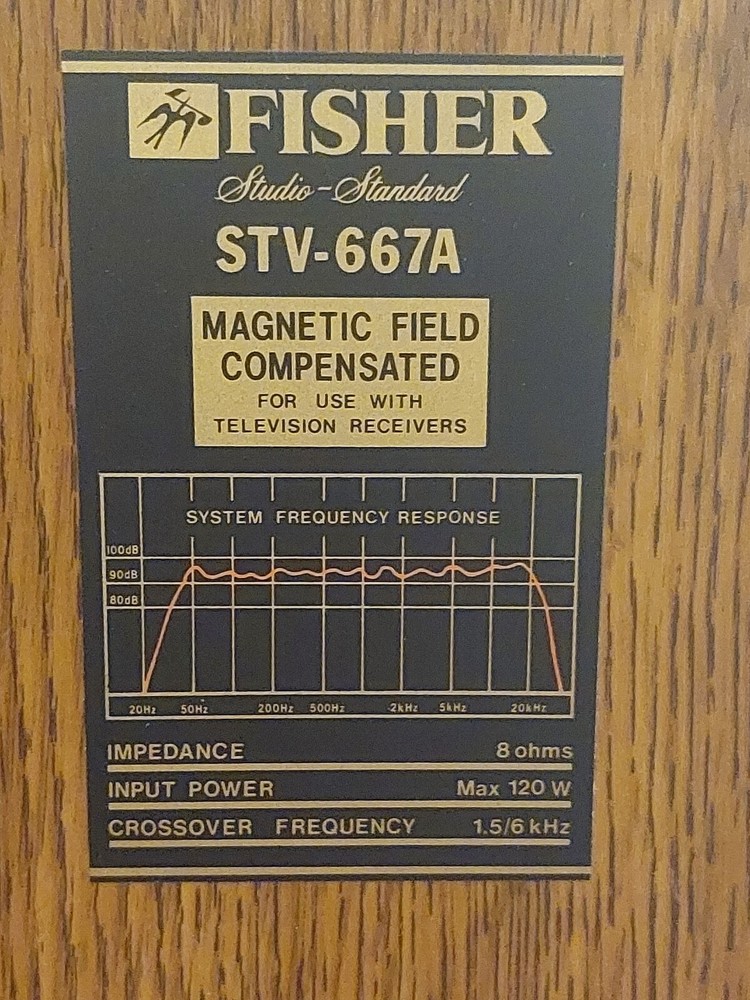 FISHER
Studio-Standard
STV-667A
MAGNETIC FIELD
COMPENSATED
FOR USE WITH
TELEVISION RECEIVERS
SYSTEM FREQUENCY RESPONSE
100dB
90dB
80dB
20Hz 50Hz 200Hz 500Hz 2kHz 5kHz 20kHz
IMPEDANCE 8 ohms
INPUT POWER Max 120 W
CROSSOVER FREQUENCY 1.5/6 kHz